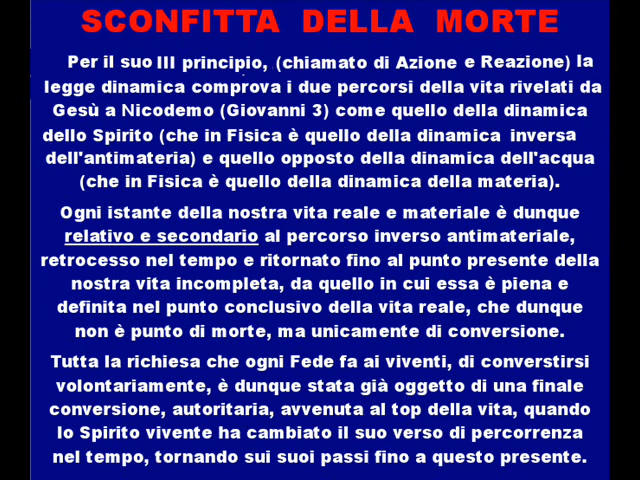 SCONFITTA DELLA MORTE
Per il suo III principio, (chiamato di Azione e Reazione) la
legge dinamica comprova i due percorsi della vita rivelati da
Gesù a Nicodemo (Giovanni 3) come quello della dinamica
dello Spirito (che in Fisica è quello della dinamica inversa
dell'antimateria) e quello opposto della dinamica dell'acqua
(che in Fisica è quello della dinamica della materia).
Ogni istante della nostra vita reale e materiale è dunque
relativo e secondario al percorso inverso antimateriale,
retrocesso nel tempo e ritornato fino al punto presente della
nostra vita incompleta, da quello in cui essa è piena e
definita nel punto conclusivo della vita reale, che dunque
non è punto di morte, ma unicamente di conversione.
Tutta la richiesa che ogni Fede fa ai viventi, di converstirsi
volontariamente, è dunque stata già oggetto di una finale
conversione, autoritaria, avvenuta al top della vita, quando
lo Spirito vivente ha cambiato il suo verso di percorrenza
nel tempo, tornando sui suoi passi fino a questo presente.